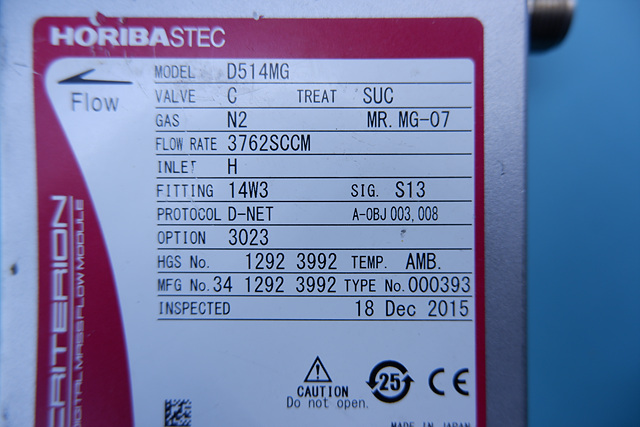 HORIBASTEC
Flow
MODEL D514MG
VALVE C TREAT SUC
GAS N2 MR. MG-07
FLOW RATE 3762SCCM
INLET H
FITTING 14W3 SIG. S13
PROTOCOL D-NET A-OBJ 003,008
OPTION 3023
HGS No. 1292 3992 TEMP. AMB.
MFG No. 34 1292 3992 TYPE No. 000393
INSPECTED 18 Dec 2015
CRITERION
DIGITAL MASS FLOW MODULE
CAUTION
Do not open.
25
CE
MADE IN JAPAN